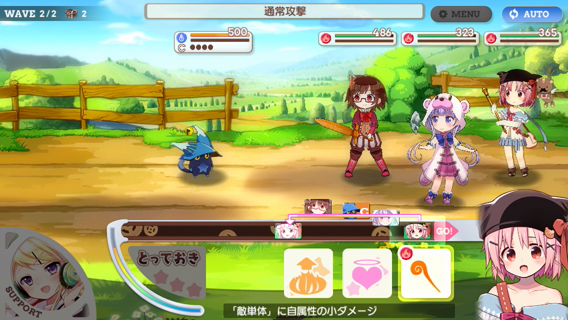 WAVE 2/2 2
通常攻撃
MENU
AUTO
500
C
486
323
365
GO!
SUPPORT
とっておき
「敵単体」に自属性の小ダメージ